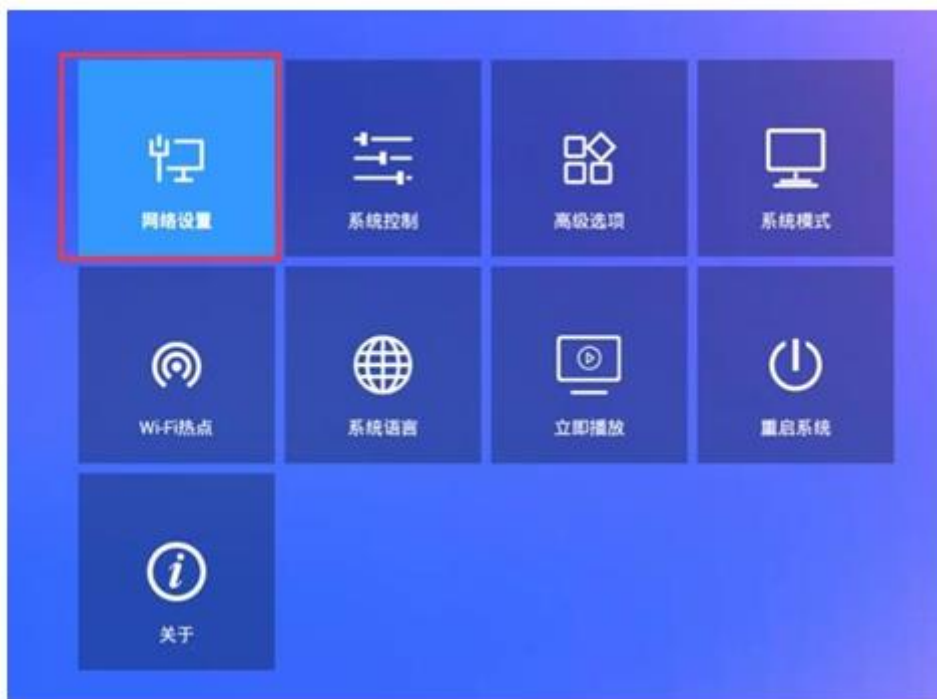 网络设置
系统控制
高级选项
系统模式
Wi-Fi热点
系统语言
立即播放
重启系统
关于